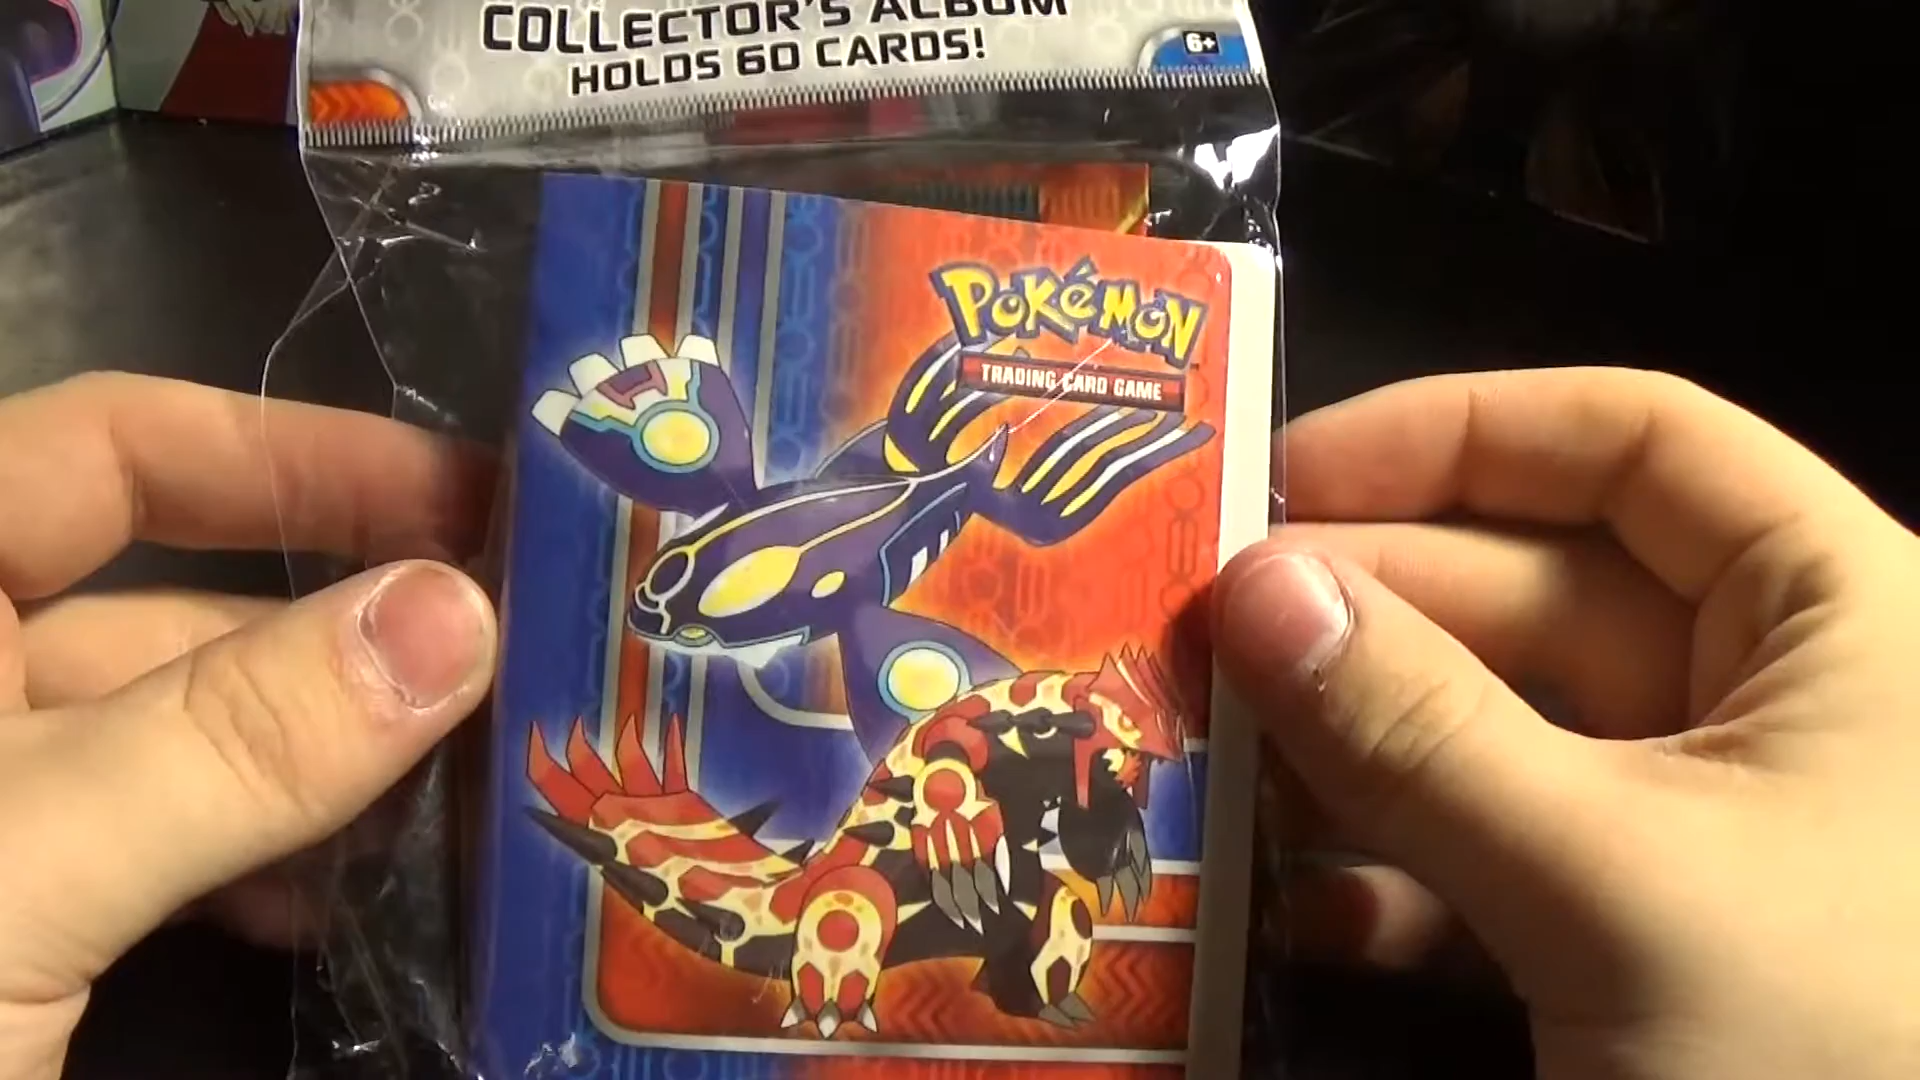 COLLECTOR'S ALBUM
HOLDS 60 CARDS!
6+
POKéMON
TRADING CARD GAME